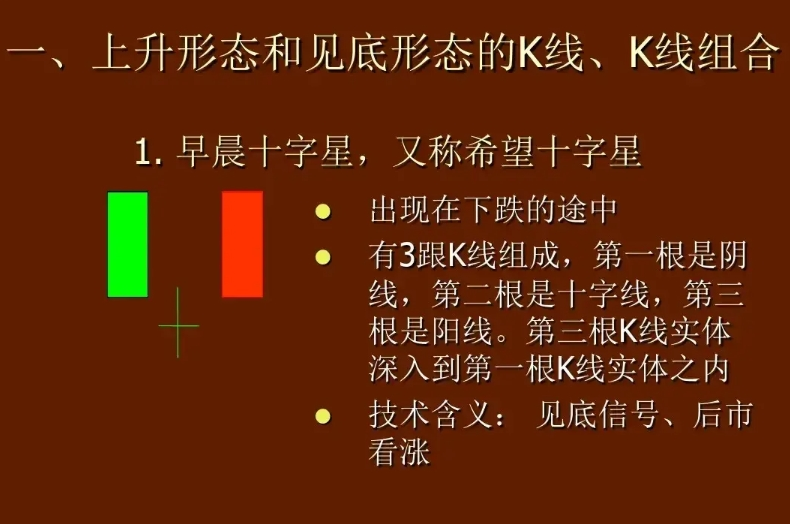 一、上升形态和见底形态的K线、K线组合
1. 早晨十字星，又称希望十字星
出现在下跌的途中
有3跟K线组成，第一根是阴
线，第二根是十字线，第三
根是阳线。第三根K线实体
深入到第一根K线实体之内
技术含义： 见底信号、后市
看涨